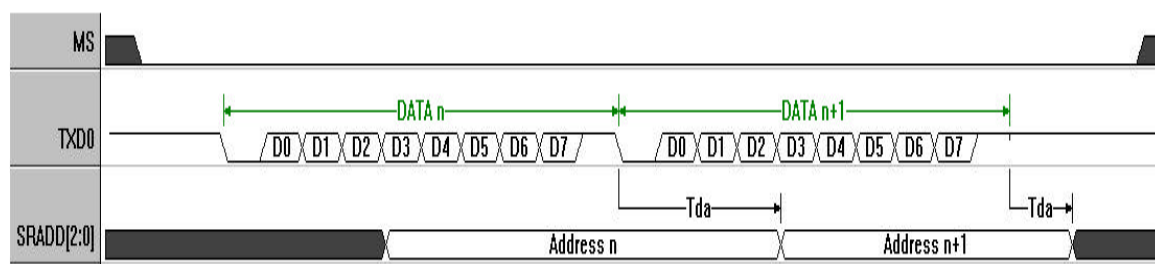 MS
DATA n
DATA n+1
TXD0
D0 D1 D2 D3 D4 D5 D6 D7
D0 D1 D2 D3 D4 D5 D6 D7
Tda
Tda
SRADD[2:0]
Address n
Address n+1